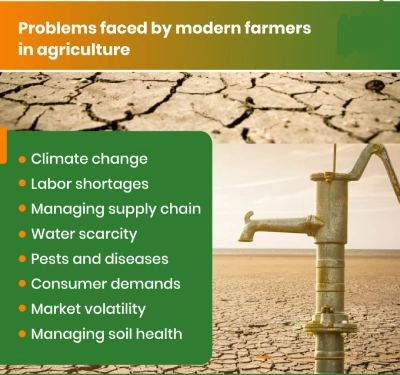 Problems faced by modern farmers
in agriculture
Climate change
Labor shortages
Managing supply chain
Water scarcity
Pests and diseases
Consumer demands
Market volatility
Managing soil health